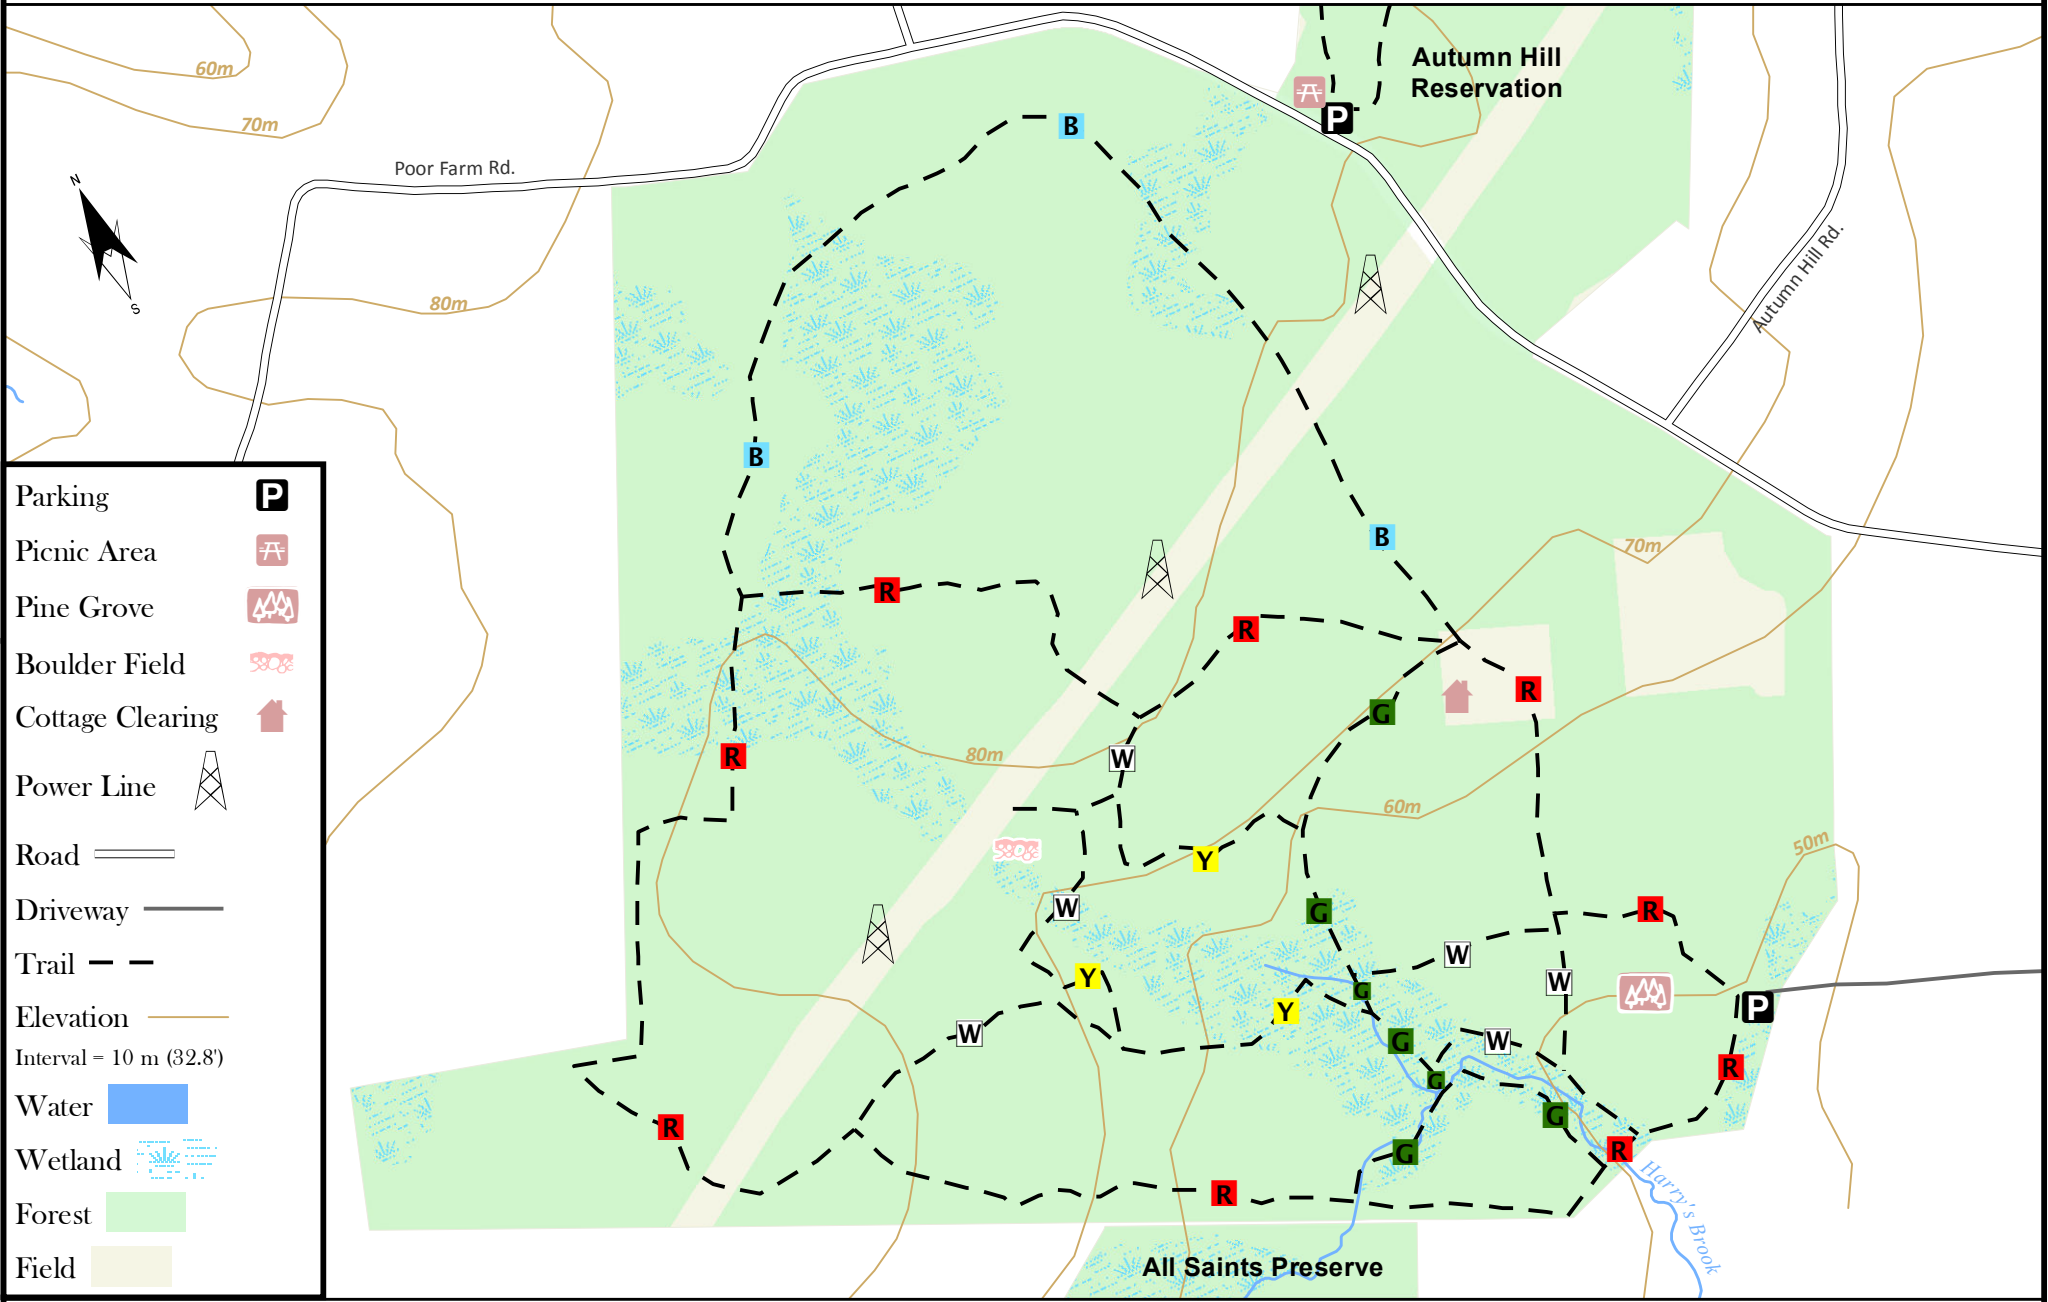 60m
Autumn Hill
Reservation
P
B
70m
Poor Farm Rd.
N
S
80m
Autumn Hill Rd.
B
Parking P
B
70m
Picnic Area
R
Pine Grove
R
Boulder Field
R
G
Cottage Clearing
R
80m
W
Power Line
60m
50m
Y
Road
W
G
R
Driveway
W
Trail
Y
W
G
P
Y
Elevation
W
G
W
Interval = 10 m (32.8')
R
G
Water
G
R
R
G
Wetland
R
Harry's Brook
Forest
All Saints Preserve
Field